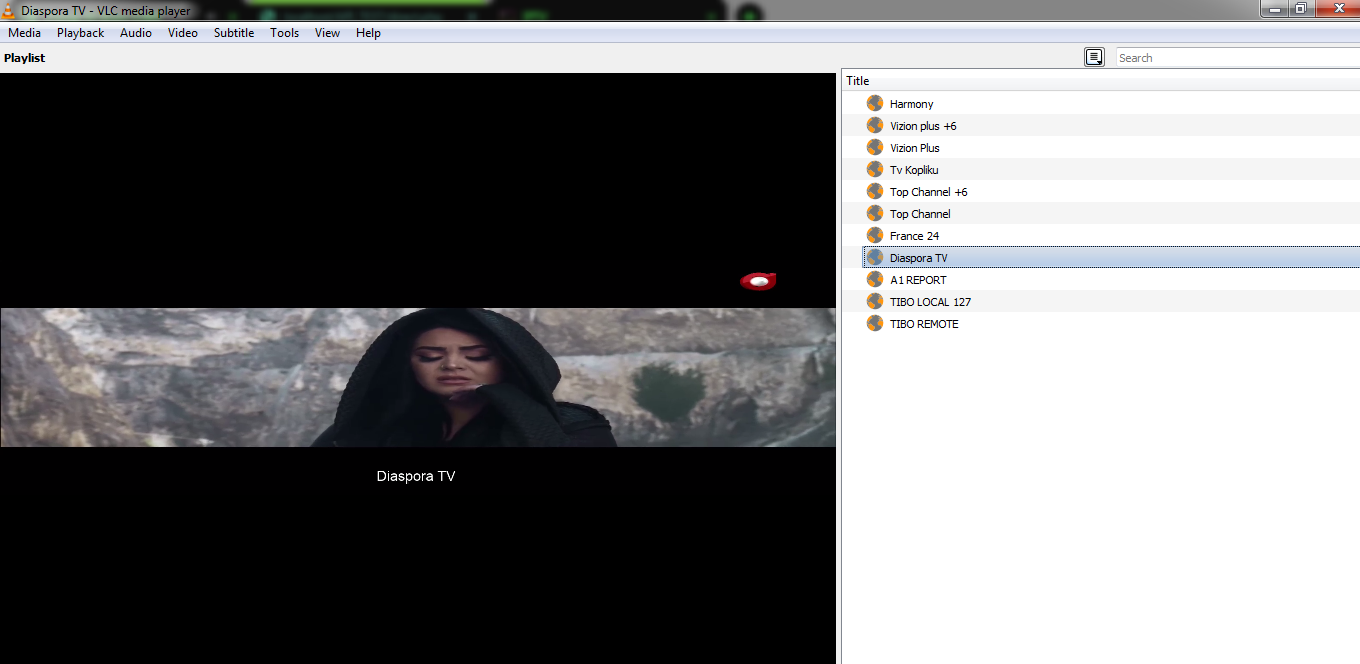 Diaspora TV - VLC media player
Media Playback Audio Video Subtitle Tools View Help
Playlist
Search
Title
Harmony
Vizion plus +6
Vizion Plus
Tv Kopliku
Top Channel +6
Top Channel
France 24
Diaspora TV
A1 REPORT
TIBO LOCAL 127
TIBO REMOTE
Diaspora TV